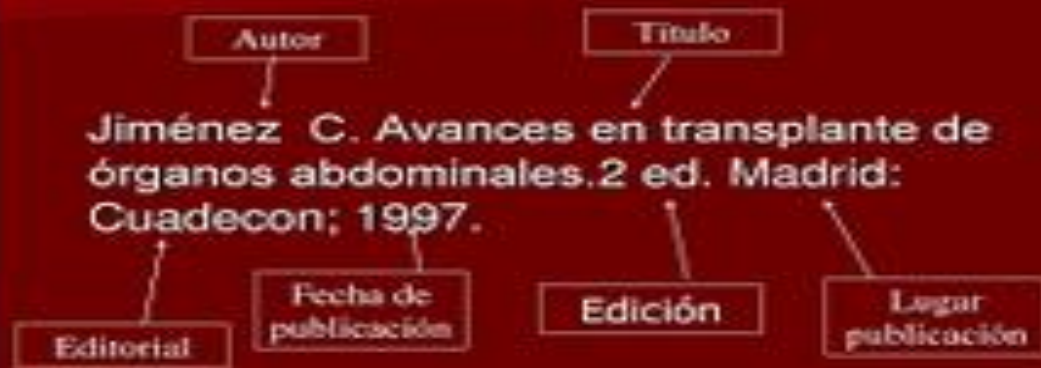 Autor
Título
Jiménez C. Avances en transplante de
órganos abdominales.2 ed. Madrid:
Cuadecon; 1997.
Editorial
Fecha de
publicación
Edición
Lugar
publicación